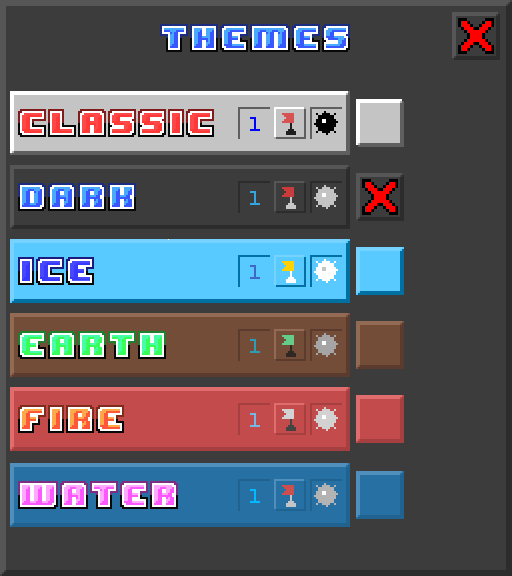 THEMES
CLASSIC 1
DARK 1
ICE 1
EARTH 1
FIRE 1
WATER 1